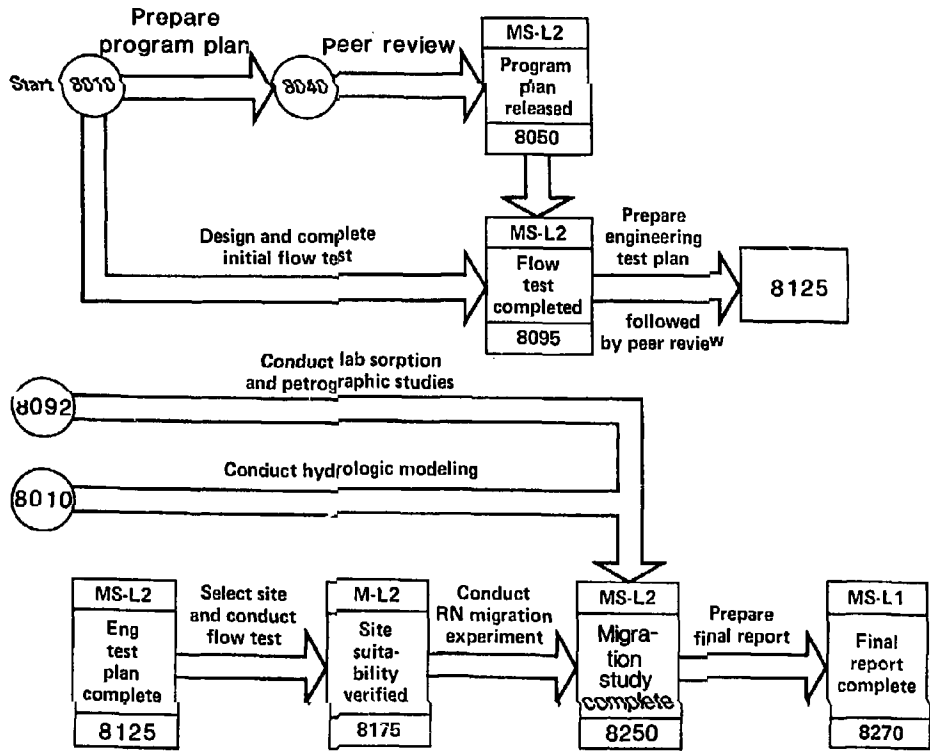 Prepare
program plan
peer review
Start
8010
8040
MS-L2
Program
plan
released
8050
Design and complete
initial flow test
MS-L2
Flow
test
completed
8095
Prepare
engineering
test plan
followed
by peer review
8125
Conduct lab sorption
and petrographic studies
8092
Conduct hydrologic modeling
8010
MS-L2
Eng
test
plan
complete
8125
Select site
and conduct
flow test
M-L2
Site
suita-
bility
verified
8175
Conduct
RN migration
experiment
MS-L2
Migra-
tion
study
complete
8250
Prepare
final report
MS-L1
Final
report
complete
8270